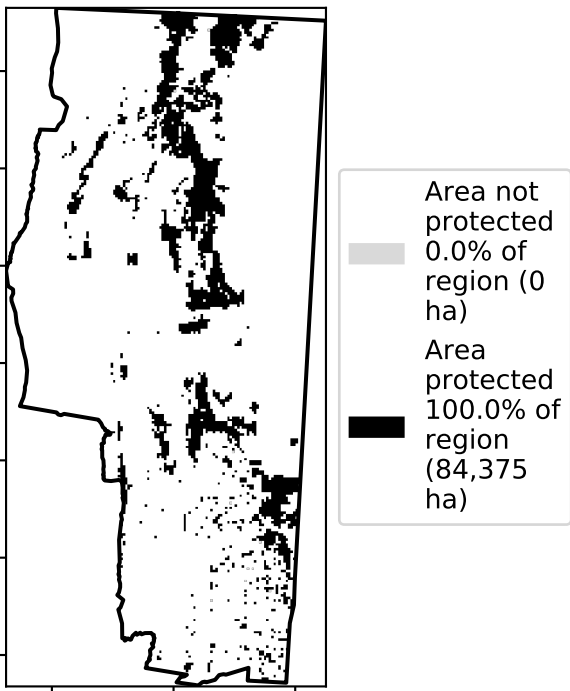 Area not
protected
0.0% of
region (0
ha)
Area
protected
100.0% of
region
(84,375
ha)